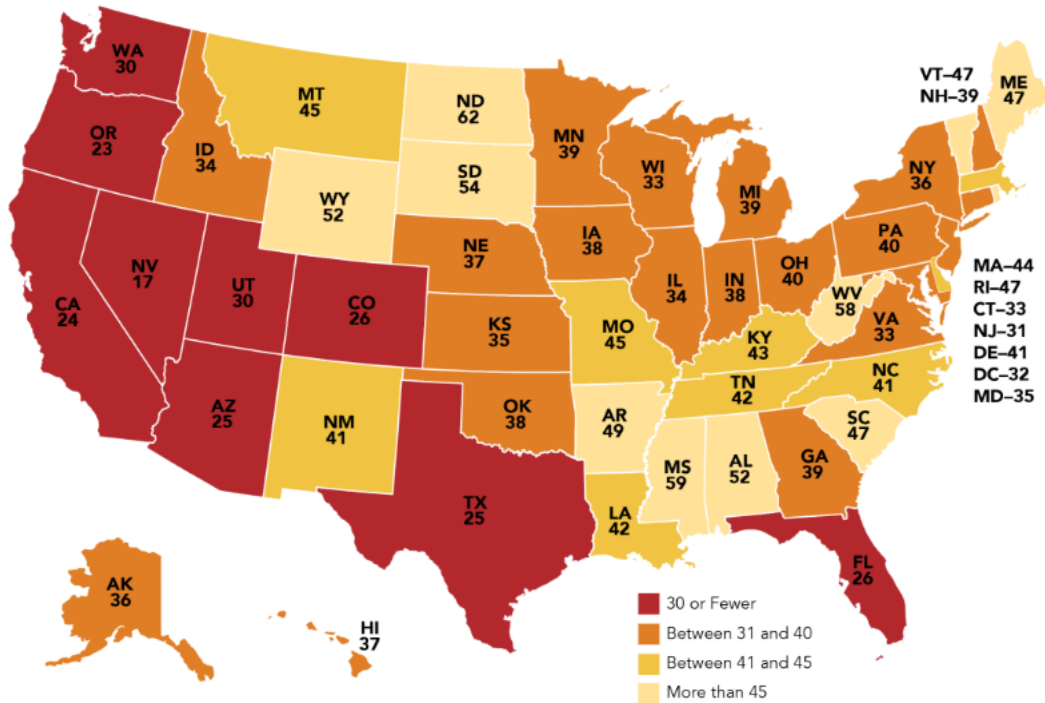 WA
30
OR
23
CA
24
NV
17
ID
34
MT
45
WY
52
UT
30
CO
26
AZ
25
NM
41
ND
62
SD
54
NE
37
KS
35
OK
38
TX
25
MN
39
IA
38
MO
45
AR
49
LA
42
WI
33
IL
34
MI
39
IN
38
OH
40
KY
43
TN
42
MS
59
AL
52
GA
39
FL
26
SC
47
NC
41
VA
33
WV
58
PA
40
NY
36
VT–47
NH–39
ME
47
MA–44
RI–47
CT–33
NJ–31
DE–41
DC–32
MD–35
AK
36
HI
37
30 or Fewer
Between 31 and 40
Between 41 and 45
More than 45